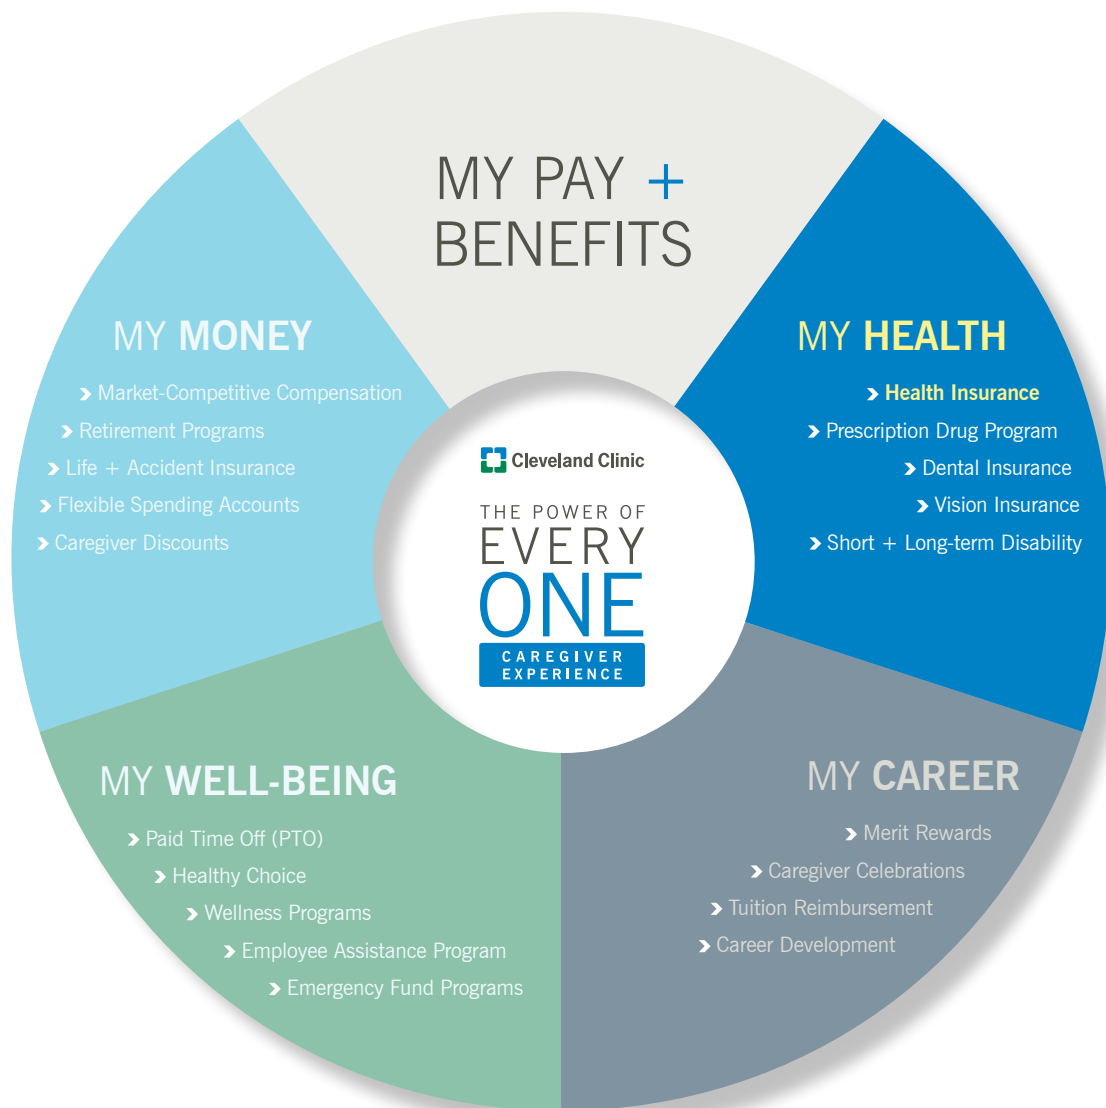 MY PAY +
BENEFITS
MY MONEY
› Market-Competitive Compensation
› Retirement Programs
› Life + Accident Insurance
› Flexible Spending Accounts
› Caregiver Discounts
MY HEALTH
› Health Insurance
› Prescription Drug Program
› Dental Insurance
› Vision Insurance
› Short + Long-term Disability
Cleveland Clinic
THE POWER OF
EVERY
ONE
CAREGIVER
EXPERIENCE
MY WELL-BEING
› Paid Time Off (PTO)
› Healthy Choice
› Wellness Programs
› Employee Assistance Program
› Emergency Fund Programs
MY CAREER
› Merit Rewards
› Caregiver Celebrations
› Tuition Reimbursement
› Career Development